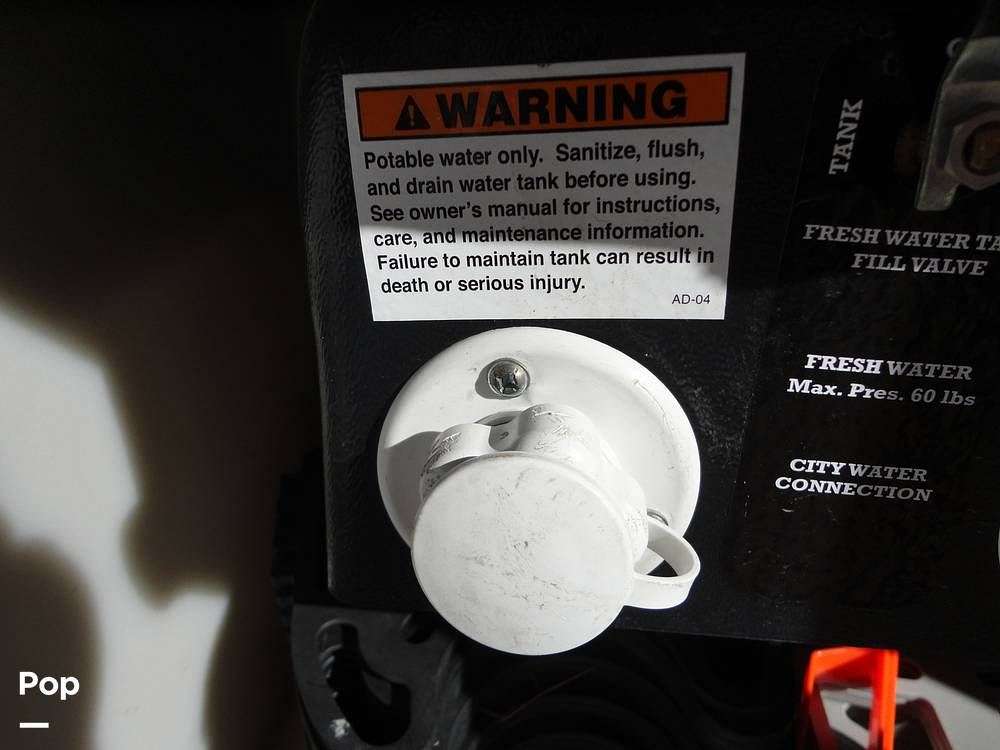 WARNING
Potable water only. Sanitize, flush,
and drain water tank before using.
See owner's manual for instructions,
care, and maintenance information.
Failure to maintain tank can result in
death or serious injury.
AD-04
TANK
FRESH WATER
FILL VALVE
FRESH WATER
Max. Pres. 60 lbs
CITY WATER
CONNECTION
Pop